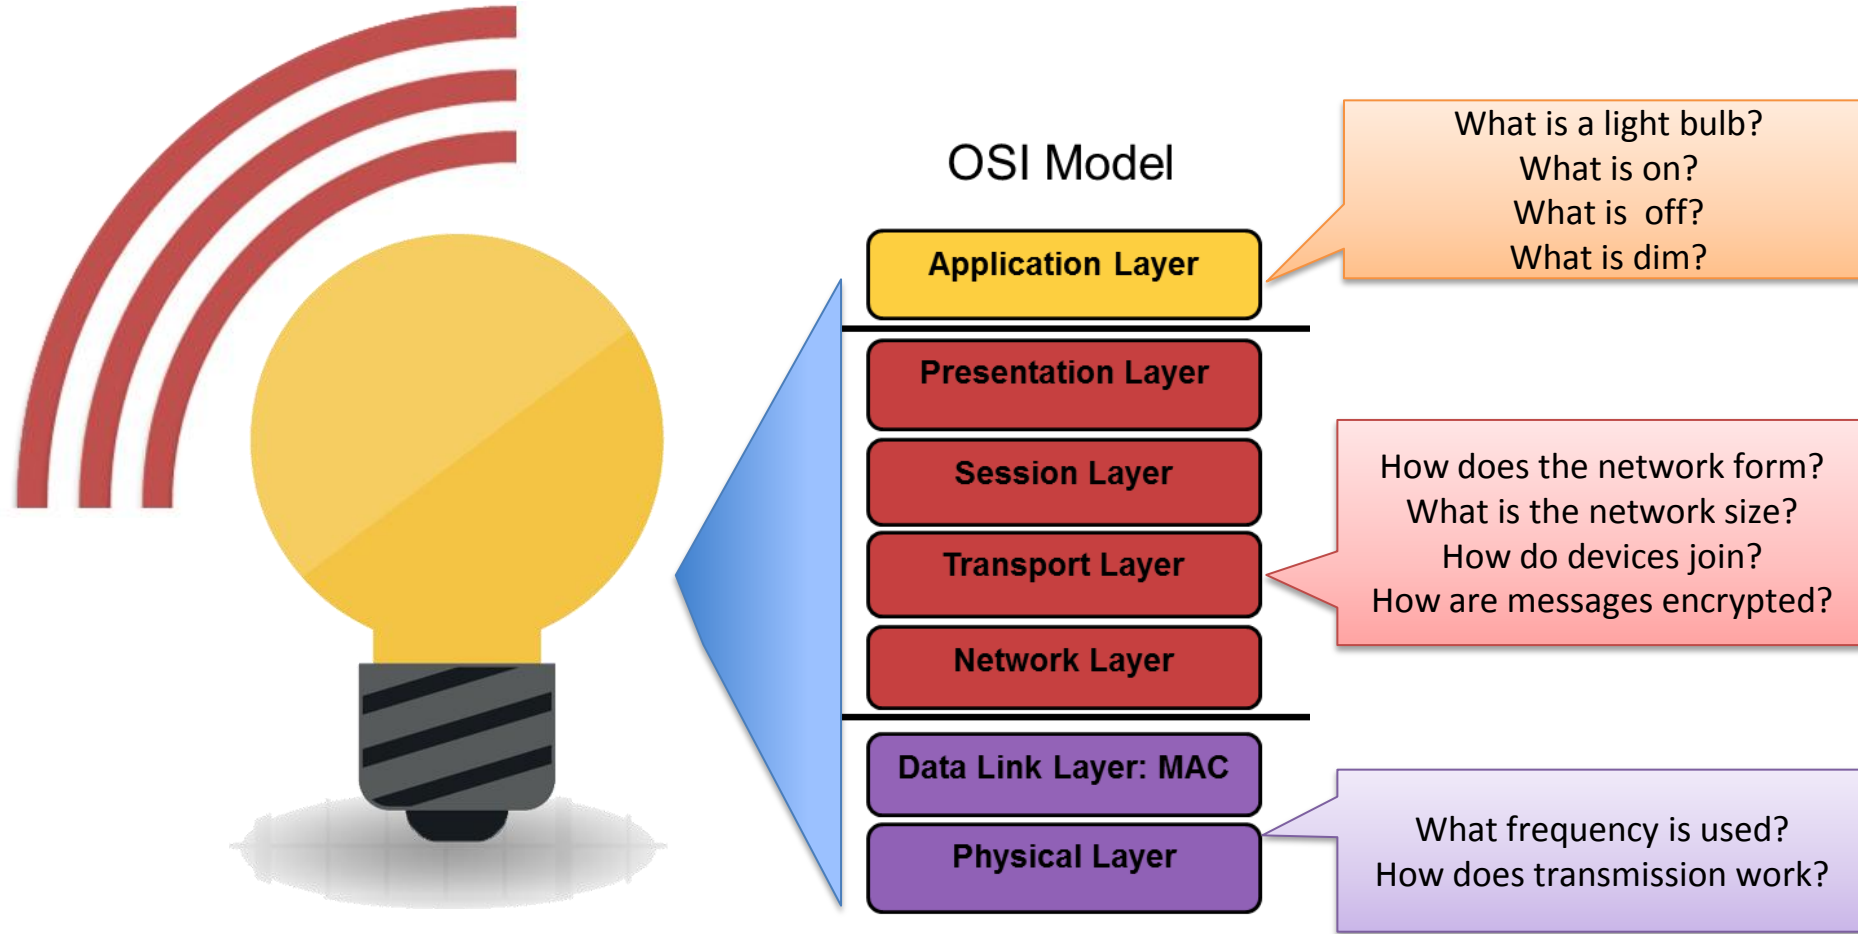 OSI Model
Application Layer
Presentation Layer
Session Layer
Transport Layer
Network Layer
Data Link Layer: MAC
Physical Layer
What is a light bulb?
What is on?
What is  off?
What is dim?
How does the network form?
What is the network size?
How do devices join?
How are messages encrypted?
What frequency is used?
How does transmission work?